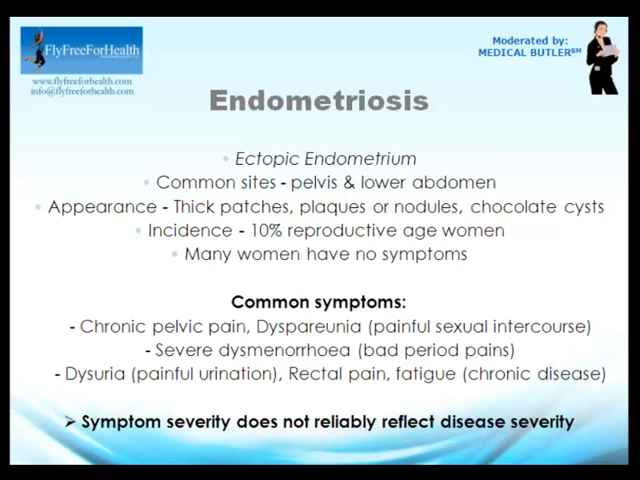 FlyFreeForHealth
www.flyfreeforhealth.com
info@flyfreeforhealth.com
Moderated by:
MEDICAL BUTLER℠
Endometriosis
• Ectopic Endometrium
• Common sites - pelvis & lower abdomen
• Appearance - Thick patches, plaques or nodules, chocolate cysts
• Incidence - 10% reproductive age women
• Many women have no symptoms
Common symptoms:
- Chronic pelvic pain, Dyspareunia (painful sexual intercourse)
- Severe dysmenorrhoea (bad period pains)
- Dysuria (painful urination), Rectal pain, fatigue (chronic disease)
➢ Symptom severity does not reliably reflect disease severity